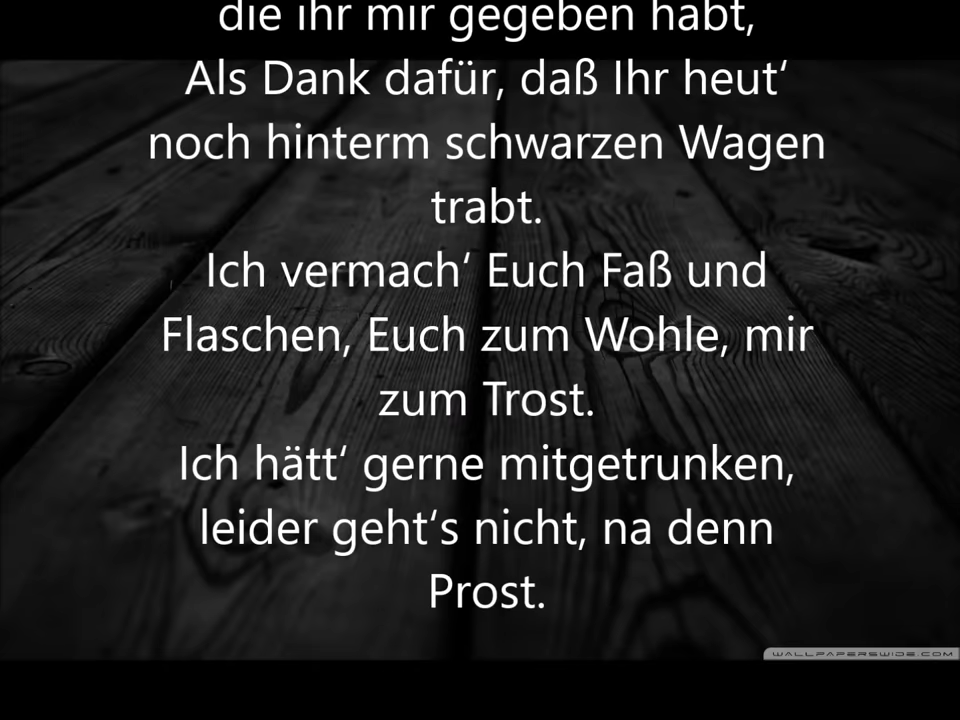 die ihr mir gegeben habt,
Als Dank dafür, daß Ihr heut‘
noch hinterm schwarzen Wagen
trabt.
Ich vermach‘ Euch Faß und
Flaschen, Euch zum Wohle, mir
zum Trost.
Ich hätt‘ gerne mitgetrunken,
leider geht‘s nicht, na denn
Prost.
WALLPAPERSWIDE.COM